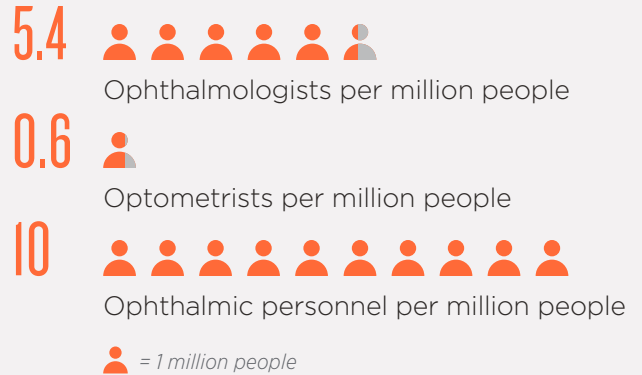 5.4
Ophthalmologists per million people
0.6
Optometrists per million people
10
Ophthalmic personnel per million people
= 1 million people